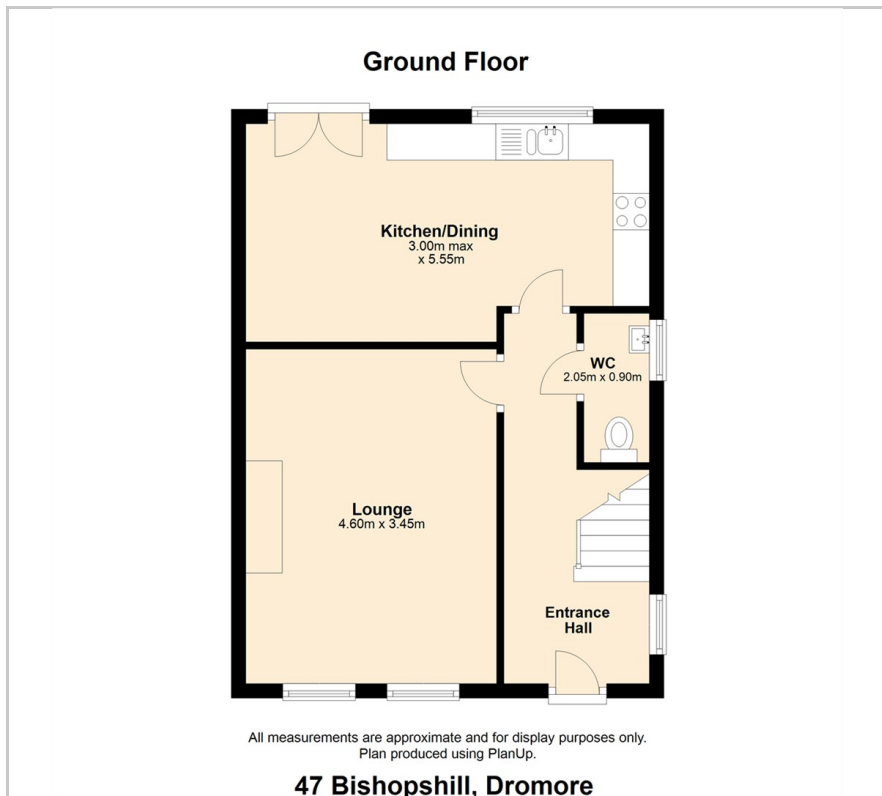 Ground Floor
Kitchen/Dining
3.00m max
x 5.55m
WC
2.05m x 0.90m
Lounge
4.60m x 3.45m
Entrance
Hall
All measurements are approximate and for display purposes only.
Plan produced using PlanUp.
47 Bishopshill, Dromore